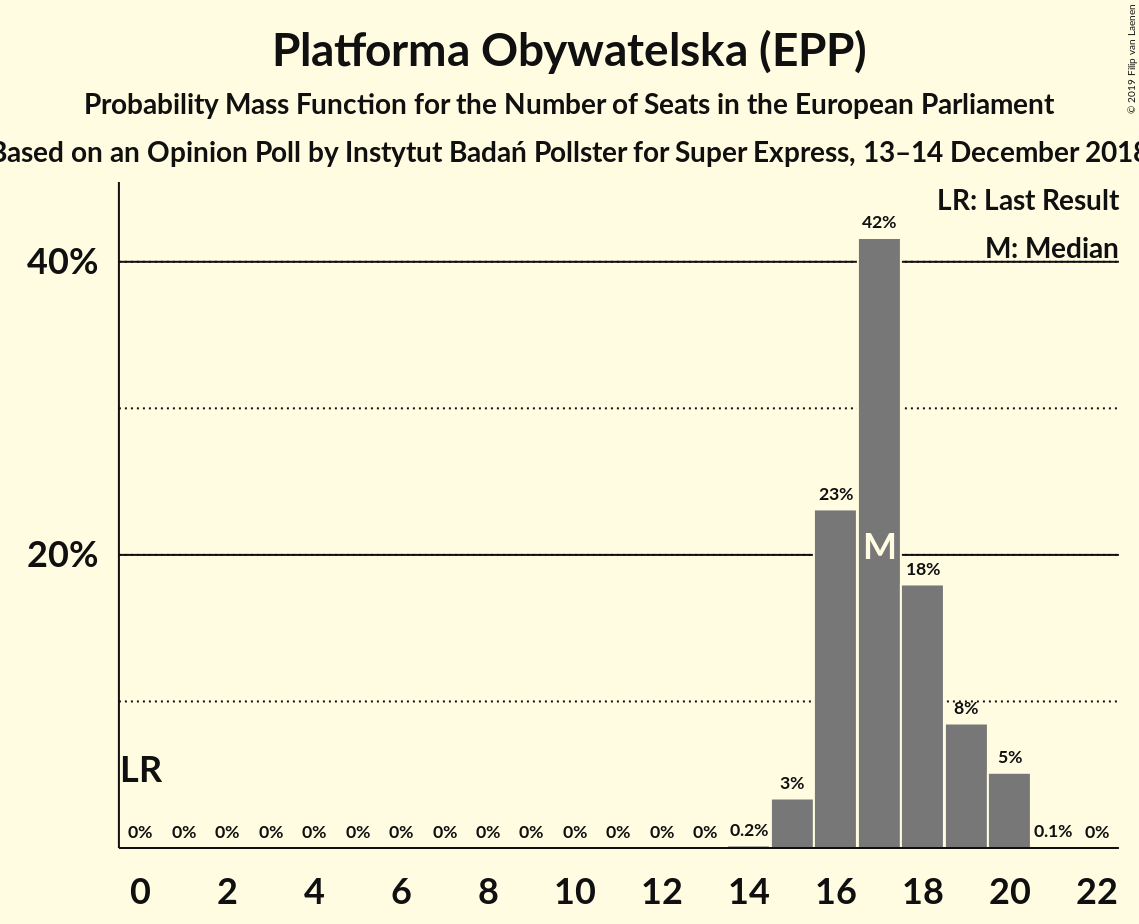 Platforma Obywatelska (EPP)
Probability Mass Function for the Number of Seats in the European Parliament
Based on an Opinion Poll by Instytut Badań Pollster for Super Express, 13–14 December 2018
© 2019 Filip van Laenen
LR: Last Result
M: Median
42%
40%
23%
M
20%
18%
8%
LR
5%
3%
0% 0% 0% 0% 0% 0% 0% 0% 0% 0% 0% 0% 0% 0% 0.2% 0.1% 0%
0 2 4 6 8 10 12 14 16 18 20 22